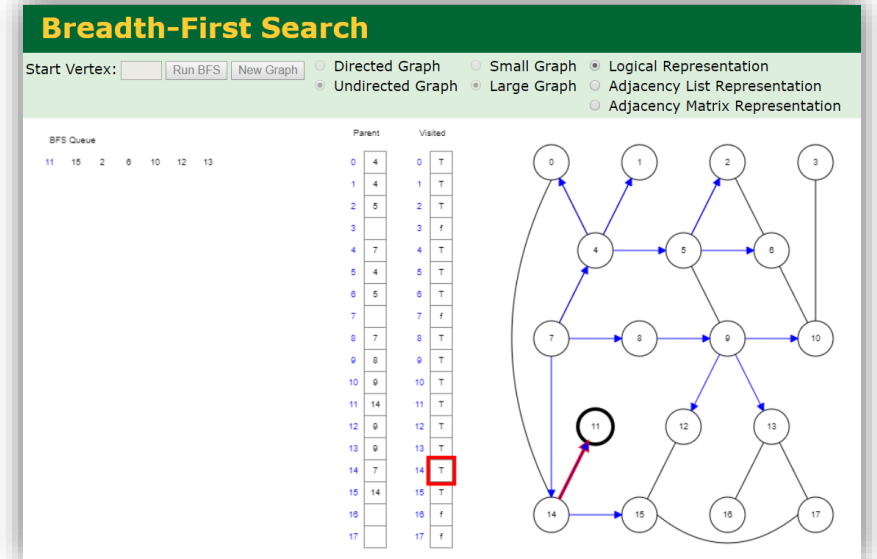 Breadth-First Search
Start Vertex: Run BFS New Graph Directed Graph Small Graph Logical Representation
Undirected Graph Large Graph Adjacency List Representation
Adjacency Matrix Representation
BFS Queue
11 15 2 6 10 12 13
Parent Visited
0 4 0 T
1 4 1 T
2 5 2 T
3 3 f
4 7 4 T
5 4 5 T
6 5 6 T
7 7 f
8 7 8 T
9 8 9 T
10 9 10 T
11 14 11 T
12 9 12 T
13 9 13 T
14 7 14 T
15 14 15 T
16 16 f
17 17 f
0 1 2 3
4 5 6
7 8 9 10
11 12 13
14 15 16 17